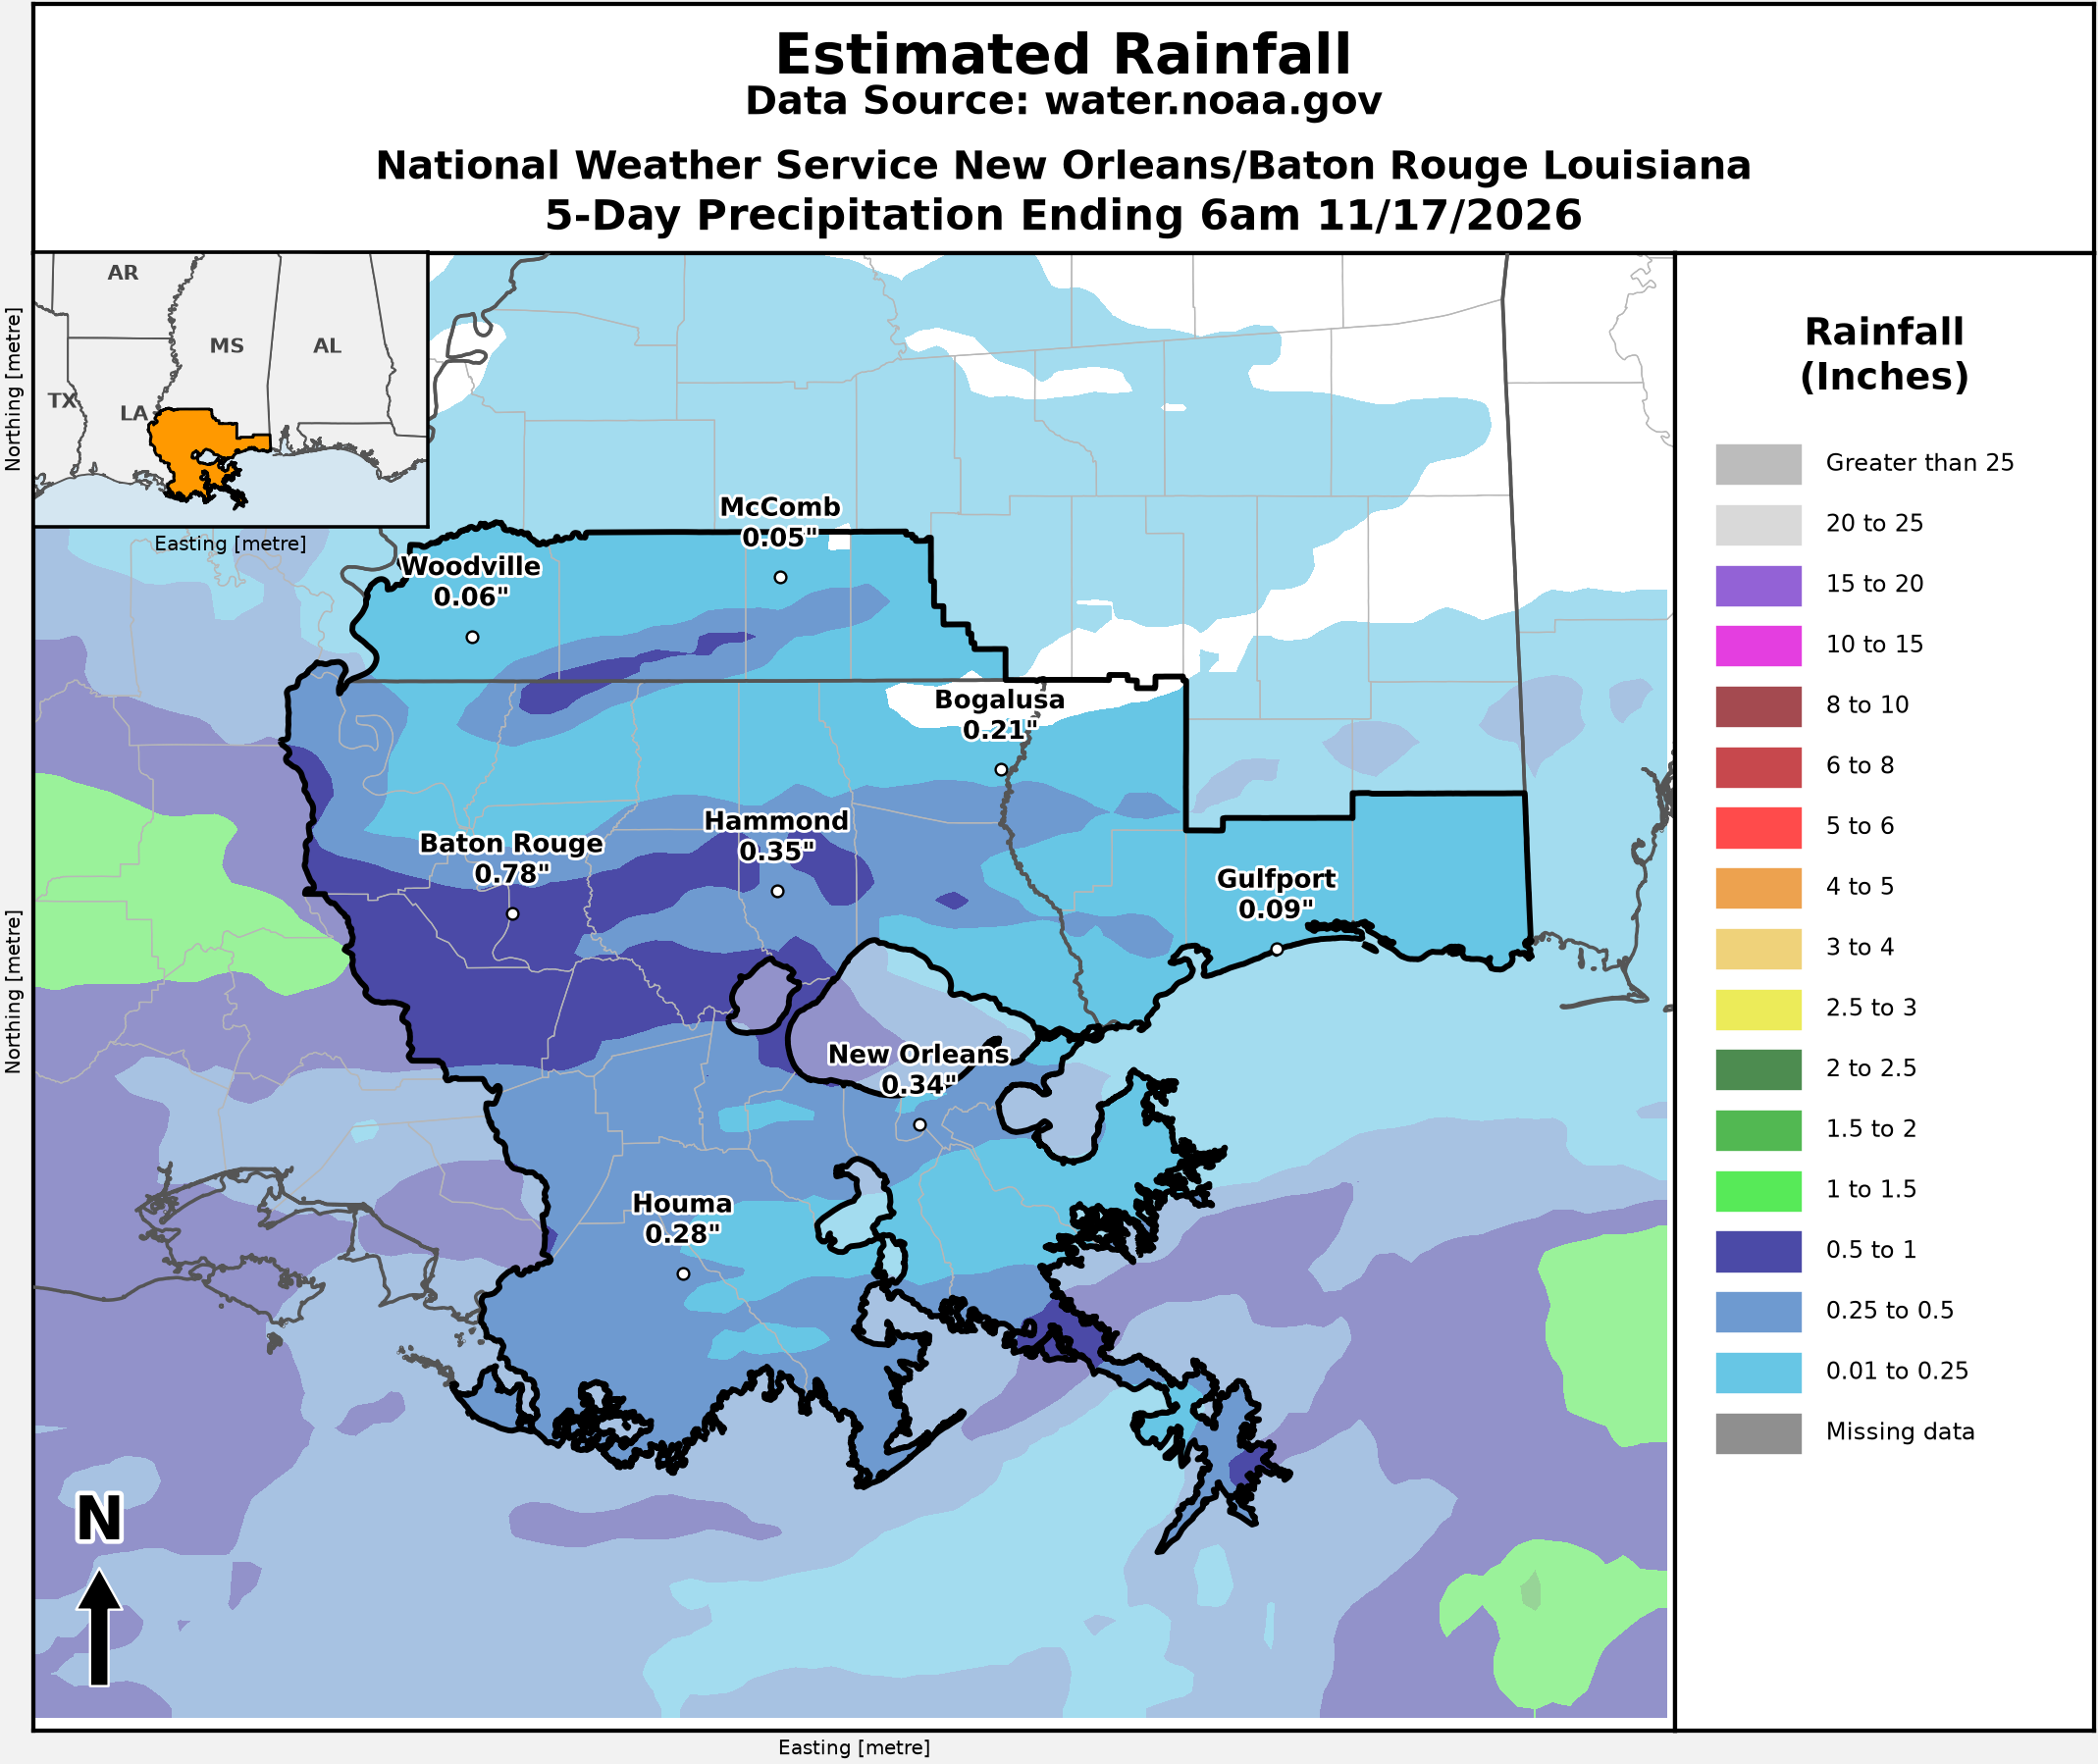 Estimated Rainfall
Data Source: water.noaa.gov
National Weather Service New Orleans/Baton Rouge Louisiana
5-Day Precipitation Ending 6am 11/17/2026
Northing [metre]
AR
MS
AL
TX
LA
Easting [metre]
McComb
0.05"
Woodville
0.06"
Bogalusa
0.21"
Hammond
0.35"
Baton Rouge
0.78"
Gulfport
0.09"
New Orleans
0.34"
Houma
0.28"
N
Northing [metre]
Easting [metre]
Rainfall
(Inches)
Greater than 25
20 to 25
15 to 20
10 to 15
8 to 10
6 to 8
5 to 6
4 to 5
3 to 4
2.5 to 3
2 to 2.5
1.5 to 2
1 to 1.5
0.5 to 1
0.25 to 0.5
0.01 to 0.25
Missing data